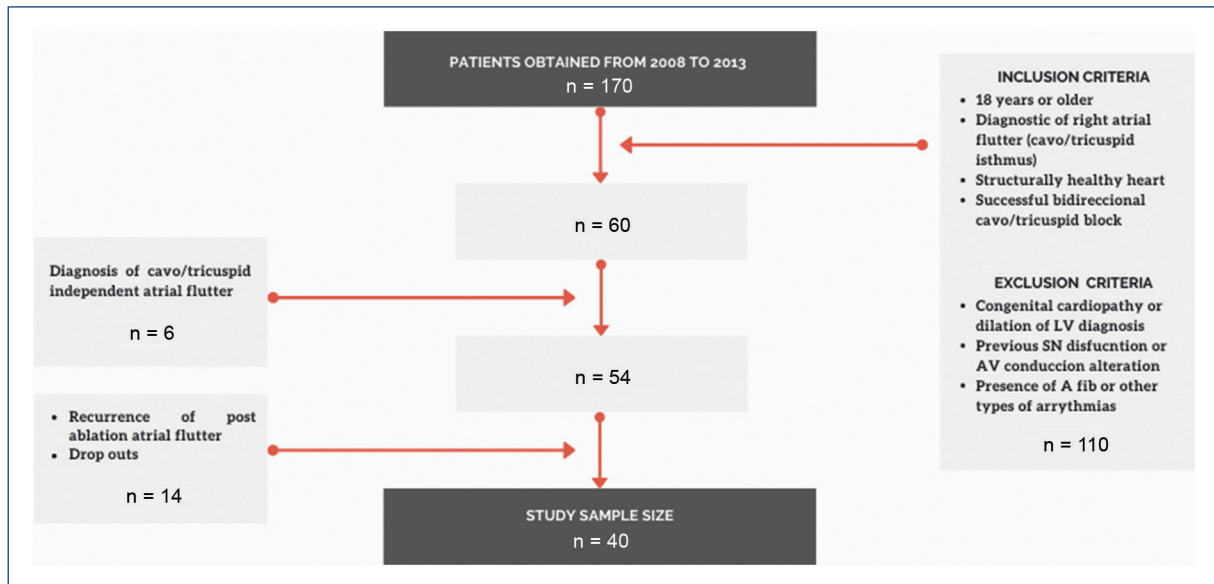 PATIENTS OBTAINED FROM 2008 TO 2013
n = 170
INCLUSION CRITERIA
• 18 years or older
• Diagnostic of right atrial
flutter (cavo/tricuspid
isthmus)
• Structurally healthy heart
• Successful bidireccional
cavo/tricuspid block
EXCLUSION CRITERIA
• Congenital cardiopathy or
dilation of LV diagnosis
• Previous SN disfucntion or
AV conduccion alteration
• Presence of A fib or other
types of arrythmias
n = 110
n = 60
Diagnosis of cavo/tricuspid
independent atrial flutter
n = 6
n = 54
• Recurrence of post
ablation atrial flutter
• Drop outs
n = 14
STUDY SAMPLE SIZE
n = 40